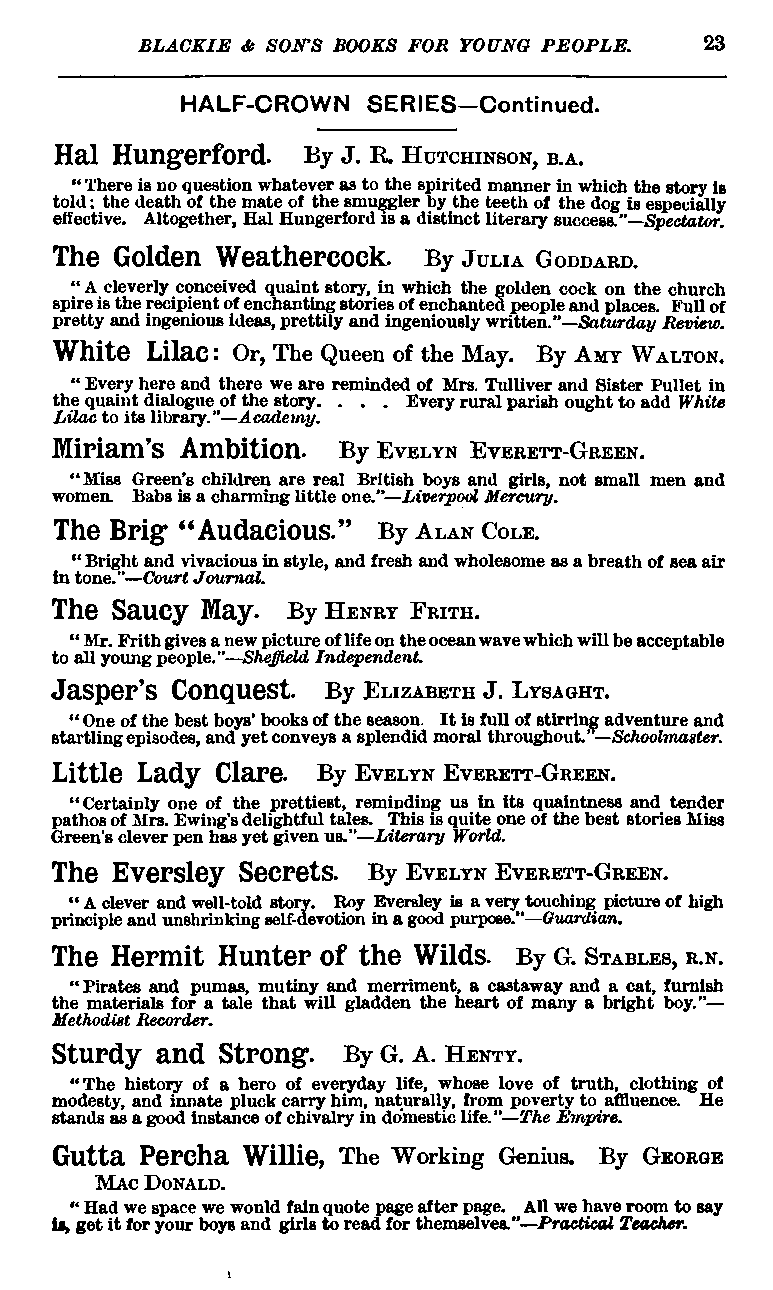 BLACKIE & SON'S BOOKS FOR YOUNG PEOPLE. 23
HALF-CROWN SERIES—Continued.
Hal Hungerford. By J. R. HUTCHINSON, B.A.
"There is no question whatever as to the spirited manner in which the story is
told; the death of the mate of the smuggler by the teeth of the dog is especially
effective. Altogether, Hal Hungerford is a distinct literary success."—Spectator.
The Golden Weathercock. By JULIA GODDARD.
"A cleverly conceived quaint story, in which the golden cock on the church
spire is the recipient of enchanting stories of enchanted people and places. Full of
pretty and ingenious ideas, prettily and ingeniously written."—Saturday Review.
White Lilac: Or, The Queen of the May. By AMY WALTON.
"Every here and there we are reminded of Mrs. Tulliver and Sister Pullet in
the quaint dialogue of the story. . . . . Every rural parish ought to add White
Lilac to its library."—Academy.
Miriam's Ambition. By EVELYN EVERETT-GREEN.
"Miss Green's children are real British boys and girls, not small men and
women. Babs is a charming little one."—Liverpool Mercury.
The Brig "Audacious." By ALAN COLE.
"Bright and vivacious in style, and fresh and wholesome as a breath of sea air
in tone."—Court Journal.
The Saucy May. By HENRY FRITH.
"Mr. Frith gives a new picture of life on the ocean wave which will be acceptable
to all young people."—Sheffield Independent.
Jasper's Conquest. By ELIZABETH J. LYSAGHT.
"One of the best boys' books of the season. It is full of stirring adventure and
startling episodes, and yet conveys a splendid moral throughout."—Schoolmaster.
Little Lady Clare. By EVELYN EVERETT-GREEN.
"Certainly one of the prettiest, reminding us in its quaintness and tender
pathos of Mrs. Ewing's delightful tales. This is quite one of the best stories Miss
Green's clever pen has yet given us."—Literary World.
The Eversley Secrets. By EVELYN EVERETT-GREEN.
"A clever and well-told story. Roy Eversley is a very touching picture of high
principle and unshrinking self-devotion in a good purpose."—Guardian.
The Hermit Hunter of the Wilds. By G. STABLES, R.N.
"Pirates and pumas, mutiny and merriment, a castaway and a cat, furnish
the materials for a tale that will gladden the heart of many a bright boy."—
Methodist Recorder.
Sturdy and Strong. By G. A. HENTY.
"The history of a hero of everyday life, whose love of truth, clothing of
modesty, and innate pluck carry him, naturally, from poverty to affluence. He
stands as a good instance of chivalry in domestic life."—The Empire.
Gutta Percha Willie, The Working Genius. By GEORGE
MAC DONALD.
"Had we space we would fain quote page after page. All we have room to say
is, get it for your boys and girls to read for themselves."—Practical Teacher.